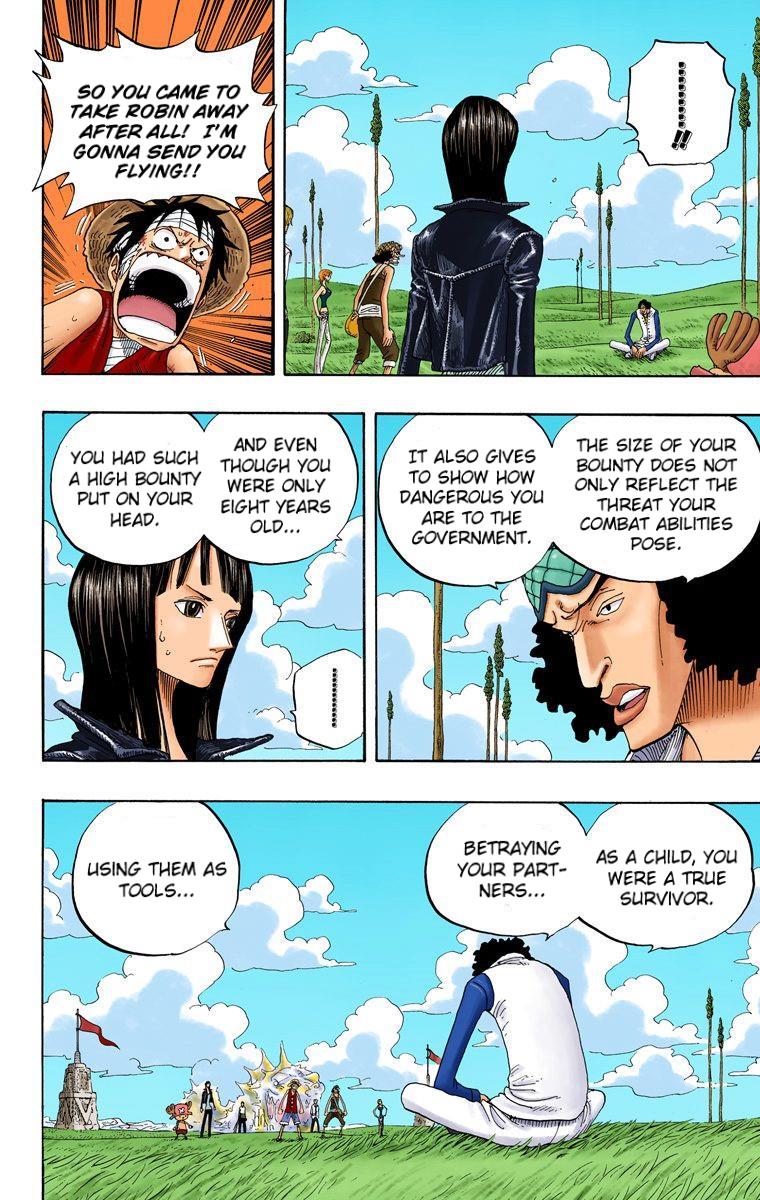 ..........!!
SO YOU CAME TO
TAKE ROBIN AWAY
AFTER ALL! I'M
GONNA SEND YOU
FLYING!!
THE SIZE OF YOUR
BOUNTY DOES NOT
ONLY REFLECT THE
THREAT YOUR
COMBAT ABILITIES
POSE.
IT ALSO GIVES
TO SHOW HOW
DANGEROUS YOU
ARE TO THE
GOVERNMENT.
AND EVEN
THOUGH YOU
WERE ONLY
EIGHT YEARS
OLD...
YOU HAD SUCH
A HIGH BOUNTY
PUT ON YOUR
HEAD.
..........
AS A CHILD, YOU
WERE A TRUE
SURVIVOR.
BETRAYING
YOUR PART-
NERS...
USING THEM AS
TOOLS...